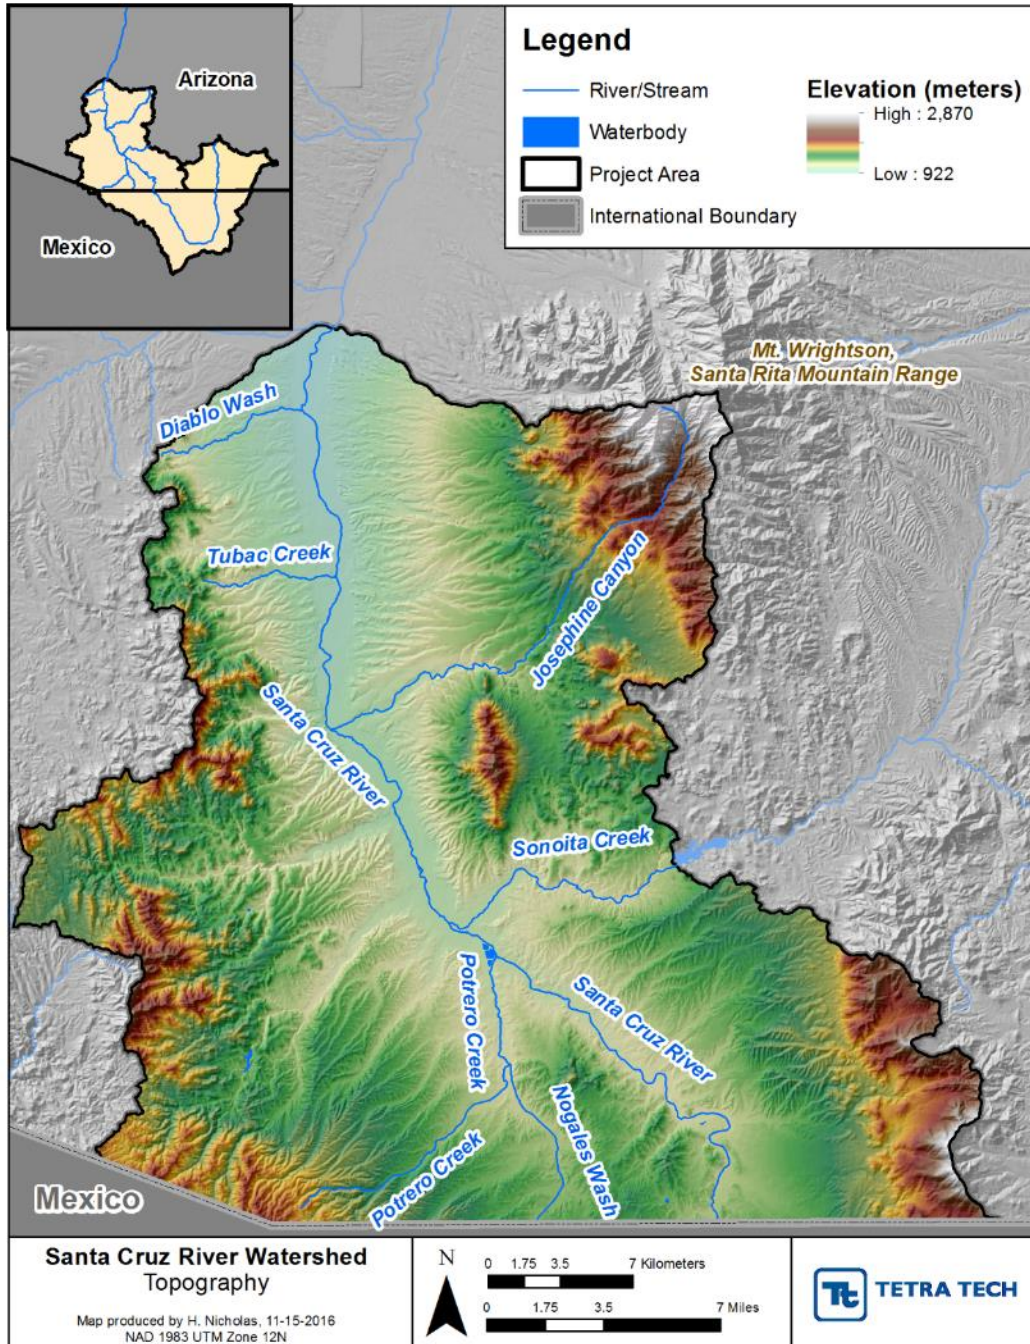 Arizona
Mexico
Legend
River/Stream
Waterbody
Project Area
International Boundary
Elevation (meters)
High : 2,870
Low : 922
Mt. Wrightson,
Santa Rita Mountain Range
Diablo Wash
Tubac Creek
Josephine Canyon
Santa Cruz River
Sonoita Creek
Potrero Creek
Santa Cruz River
Nogales Wash
Potrero Creek
Mexico
Santa Cruz River Watershed
Topography
Map produced by H. Nicholas, 11-15-2016
NAD 1983 UTM Zone 12N
N
0 1.75 3.5 7 Kilometers
0 1.75 3.5 7 Miles
Tt
TETRA TECH